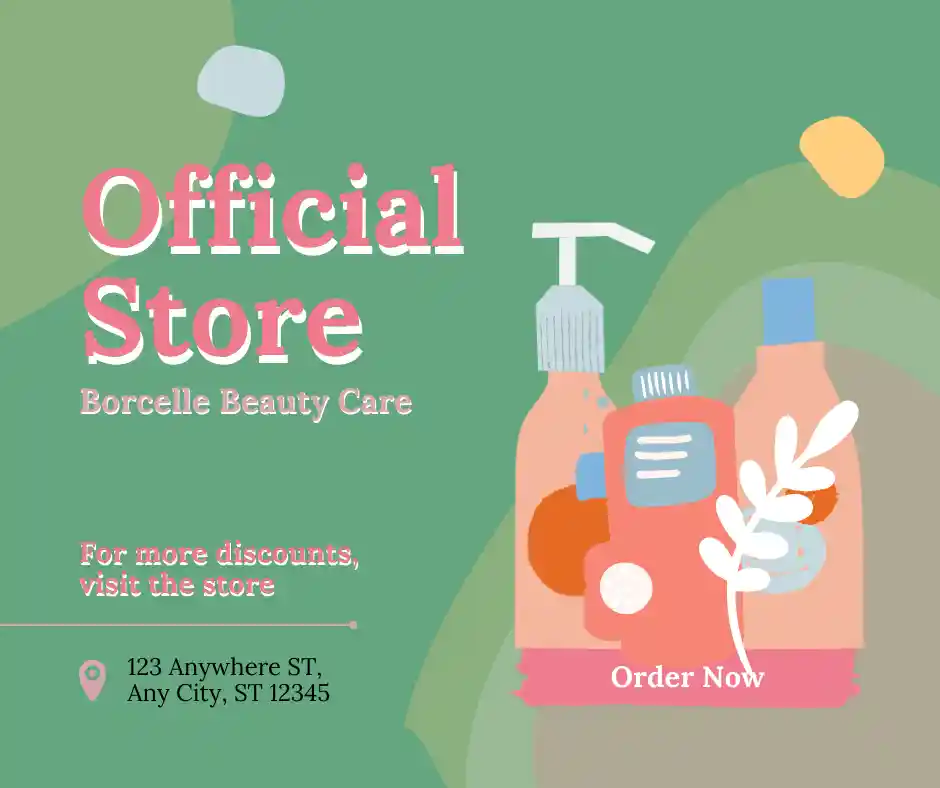 Official
Store
Borcelle Beauty Care
For more discounts,
visit the store
123 Anywhere ST,
Any City, ST 12345
Order Now